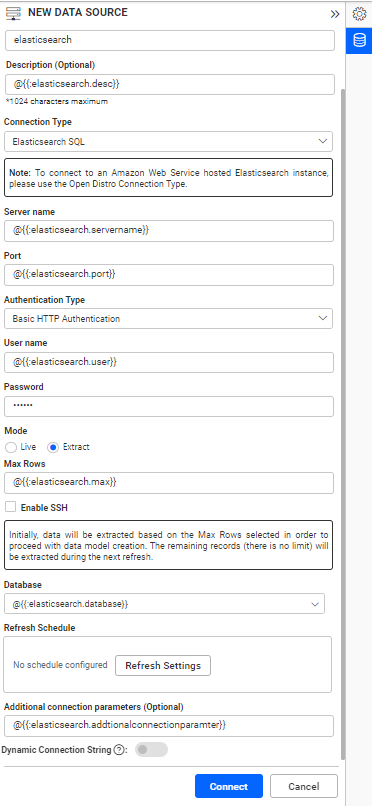 NEW DATA SOURCE
elasticsearch
Description (Optional)
@{{:elasticsearch.desc}}
*1024 characters maximum
Connection Type
Elasticsearch SQL
Note: To connect to an Amazon Web Service hosted Elasticsearch instance,
please use the Open Distro Connection Type.
Server name
@{{:elasticsearch.servername}}
Port
@{{:elasticsearch.port}}
Authentication Type
Basic HTTP Authentication
User name
@{{:elasticsearch.user}}
Password
••••••
Mode
Live Extract
Max Rows
@{{:elasticsearch.max}}
Enable SSH
Initially, data will be extracted based on the Max Rows selected in order to
proceed with data model creation. The remaining records (there is no limit) will
be extracted during the next refresh.
Database
@{{:elasticsearch.database}}
Refresh Schedule
No schedule configured Refresh Settings
Additional connection parameters (Optional)
@{{:elasticsearch.addtionalconnectionparamter}}
Dynamic Connection String ?:
Connect Cancel